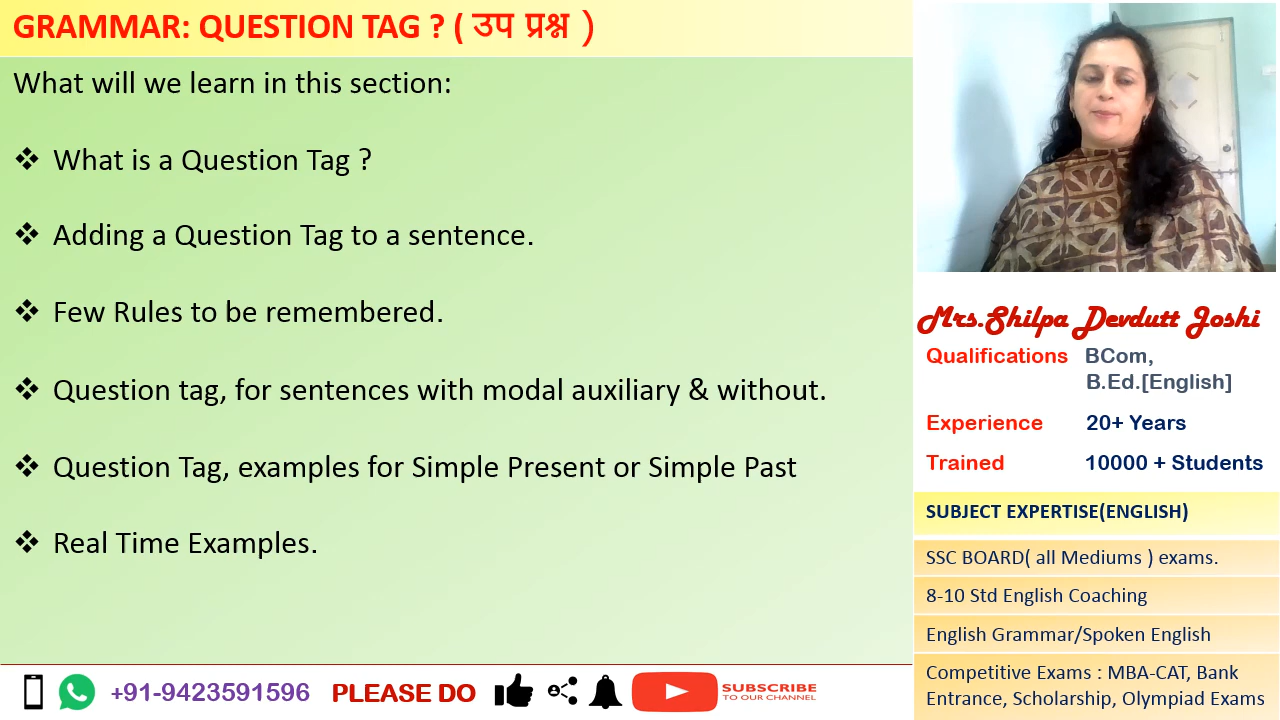 GRAMMAR: QUESTION TAG ? ( उप प्रश्न )
What will we learn in this section:
❖ What is a Question Tag ?
❖ Adding a Question Tag to a sentence.
❖ Few Rules to be remembered.
❖ Question tag, for sentences with modal auxiliary & without.
❖ Question Tag, examples for Simple Present or Simple Past
❖ Real Time Examples.
+91-9423591596 PLEASE DO SUBSCRIBE
TO OUR CHANNEL
Mrs.Shilpa Devdutt Joshi
Qualifications BCom,
B.Ed.[English]
Experience 20+ Years
Trained 10000 + Students
SUBJECT EXPERTISE(ENGLISH)
SSC BOARD( all Mediums ) exams.
8-10 Std English Coaching
English Grammar/Spoken English
Competitive Exams : MBA-CAT, Bank
Entrance, Scholarship, Olympiad Exams